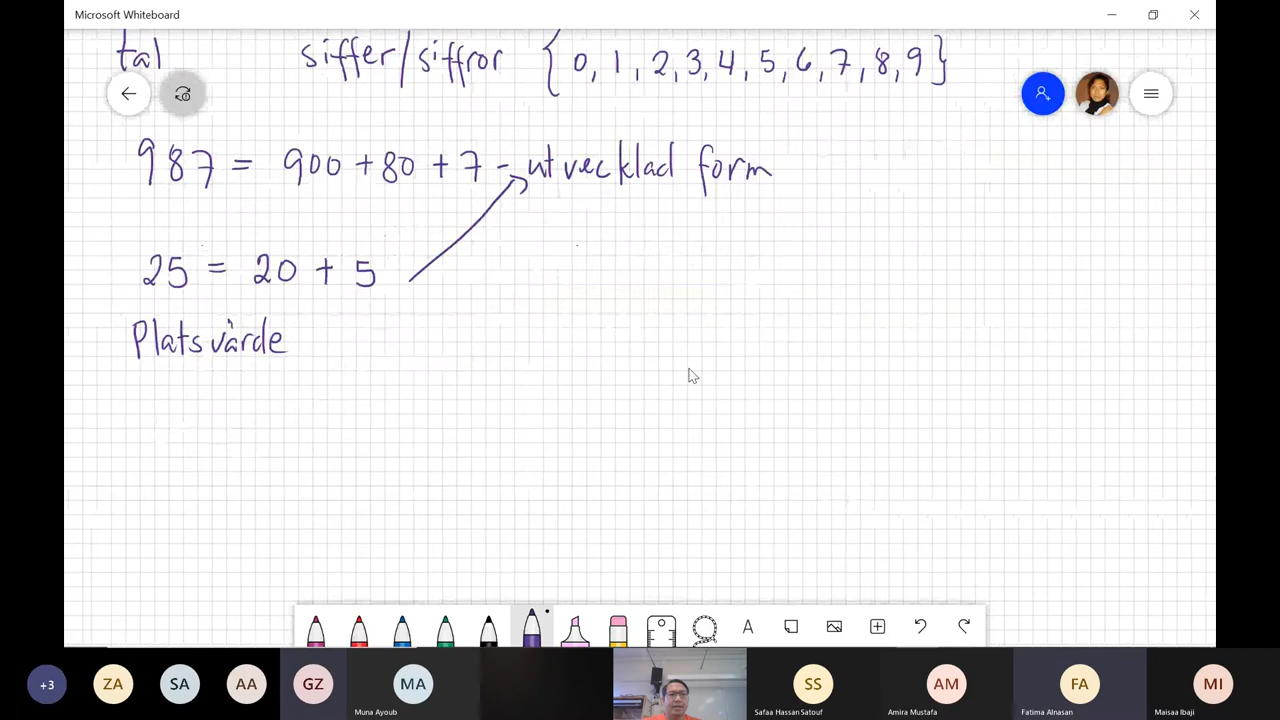 Microsoft Whiteboard
tal siffer/siffror {0, 1, 2, 3, 4, 5, 6, 7, 8, 9}
987 = 900 + 80 + 7 - utvecklad form
25 = 20 + 5
Platsvärde
A
+3 ZA SA AA GZ MA SS AM FA MI
Muna Ayoub Safaa Hassan Satouf Amira Mustafa Fatima Alnasan Maisaa Ibaji